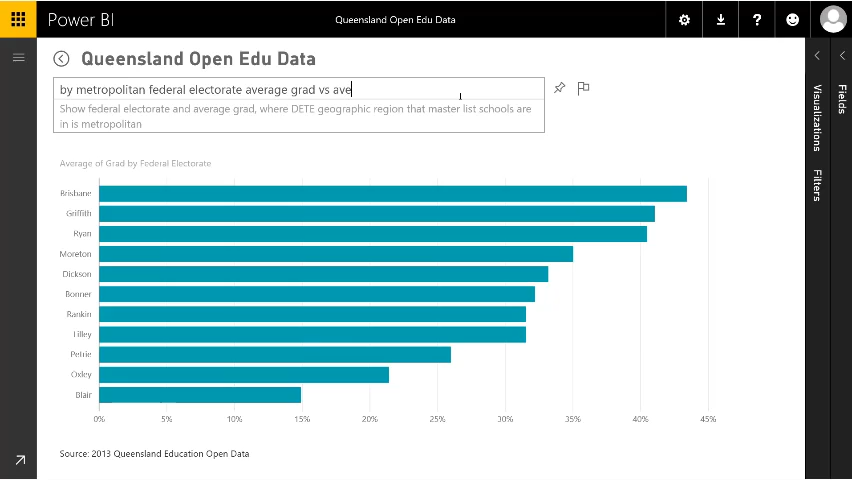 Power BI
Queensland Open Edu Data
Queensland Open Edu Data
by metropolitan federal electorate average grad vs ave
Show federal electorate and average grad, where DETE geographic region that master list schools are
in is metropolitan
Visualizations
Filters
Fields
Average of Grad by Federal Electorate
Brisbane
Griffith
Ryan
Moreton
Dickson
Bonner
Rankin
Lilley
Petrie
Oxley
Blair
0% 5% 10% 15% 20% 25% 30% 35% 40% 45%
Source: 2013 Queensland Education Open Data